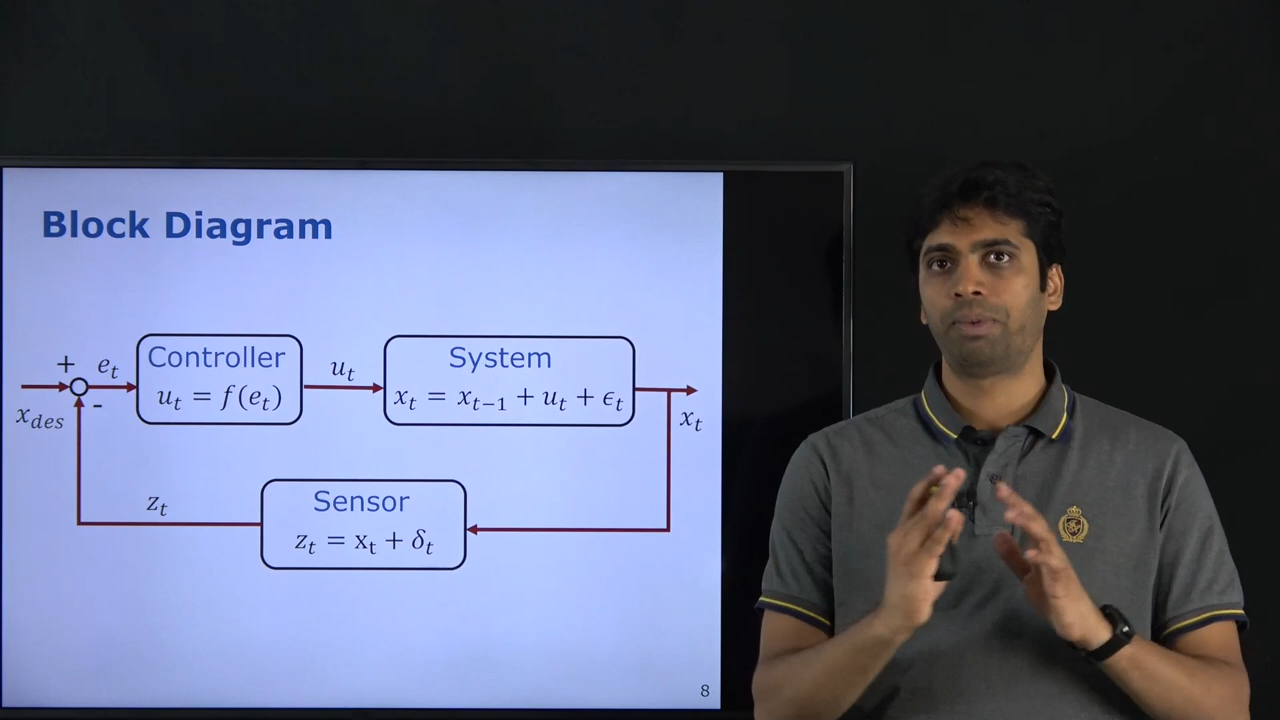 Block Diagram
+
e_t
Controller
u_t = f(e_t)
u_t
System
x_t = x_{t-1} + u_t + ϵ_t
x_des
-
x_t
z_t
Sensor
z_t = x_t + δ_t
8